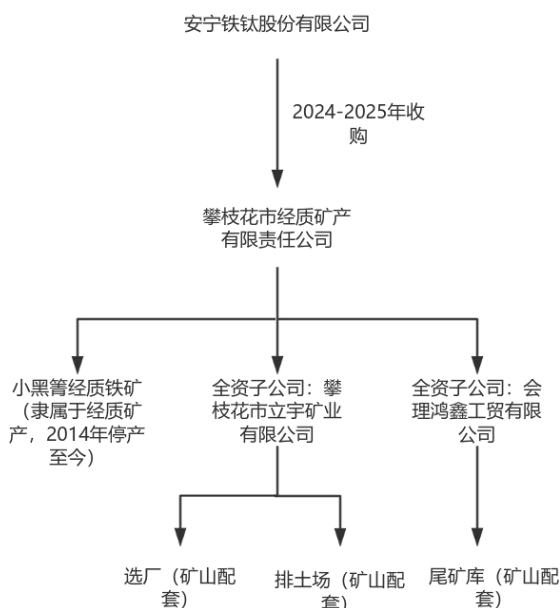 安宁铁钛股份有限公司
2024-2025年收
购
攀枝花市经质矿产
有限责任公司
小黑箐经质铁矿
（隶属于经质矿
产，2014年停产
至今）
全资子公司：攀
枝花市立宇矿业
有限公司
全资子公司：会
理鸿鑫工贸有限
公司
选厂（矿山配
套）
排土场（矿山配
套）
尾矿库（矿山配
套）